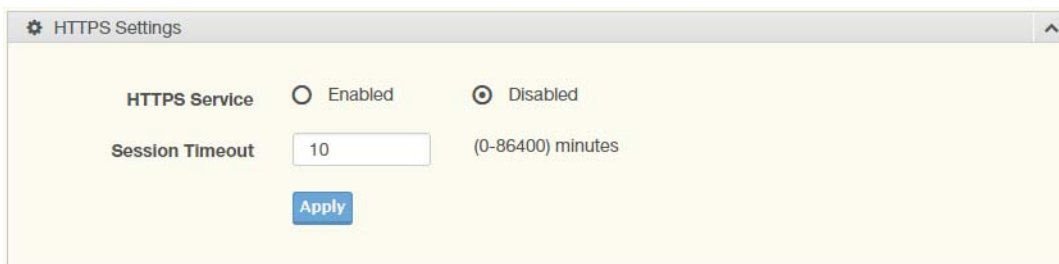 HTTPS Settings
HTTPS Service Enabled Disabled
Session Timeout 10 (0-86400) minutes
Apply